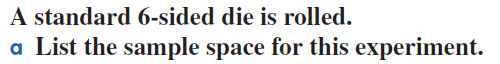 A standard 6-sided die is rolled.
a List the sample space for this experiment.